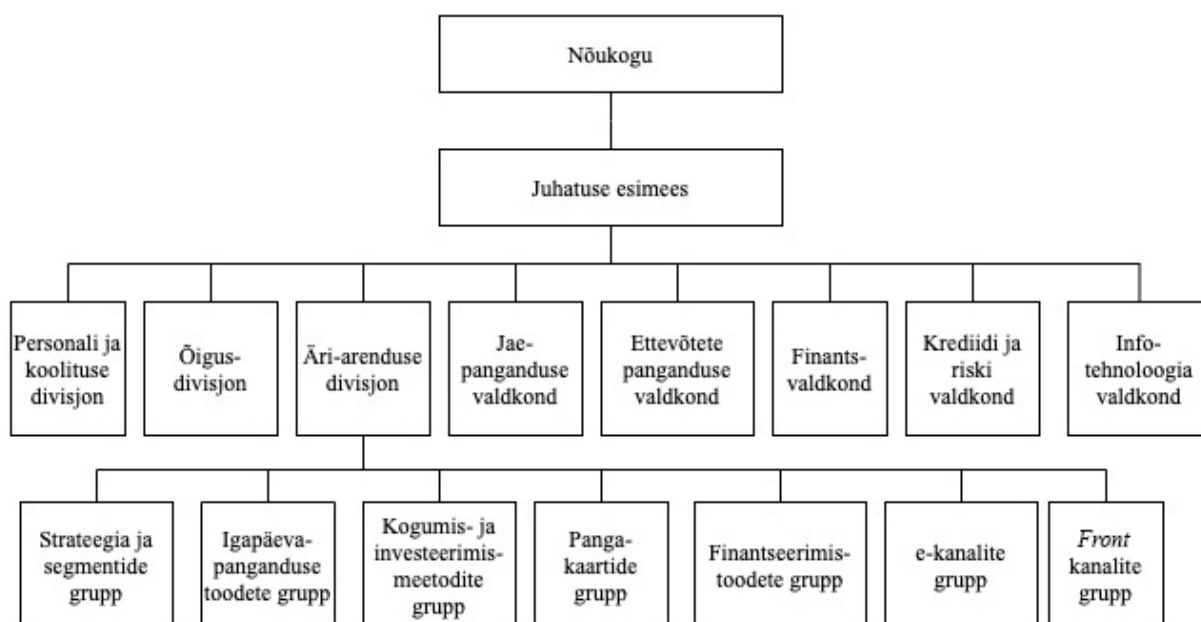 Nõukogu
Juhatuse esimees
Personali ja
koolituse
divisjon
Õigus-
divisjon
Äri-arenduse
divisjon
Jae-
panganduse
valdkond
Ettevõtete
panganduse
valdkond
Finants-
valdkond
Krediidi ja
riski
valdkond
Info-
tehnoloogia
valdkond
Strateegia ja
segmentide
grupp
Igapäeva-
panganduse
toodete grupp
Kogumis- ja
investeerimis-
meetodite
grupp
Panga-
kaartide
grupp
Finantseerimis-
toodete grupp
e-kanalite
grupp
Front
kanalite
grupp